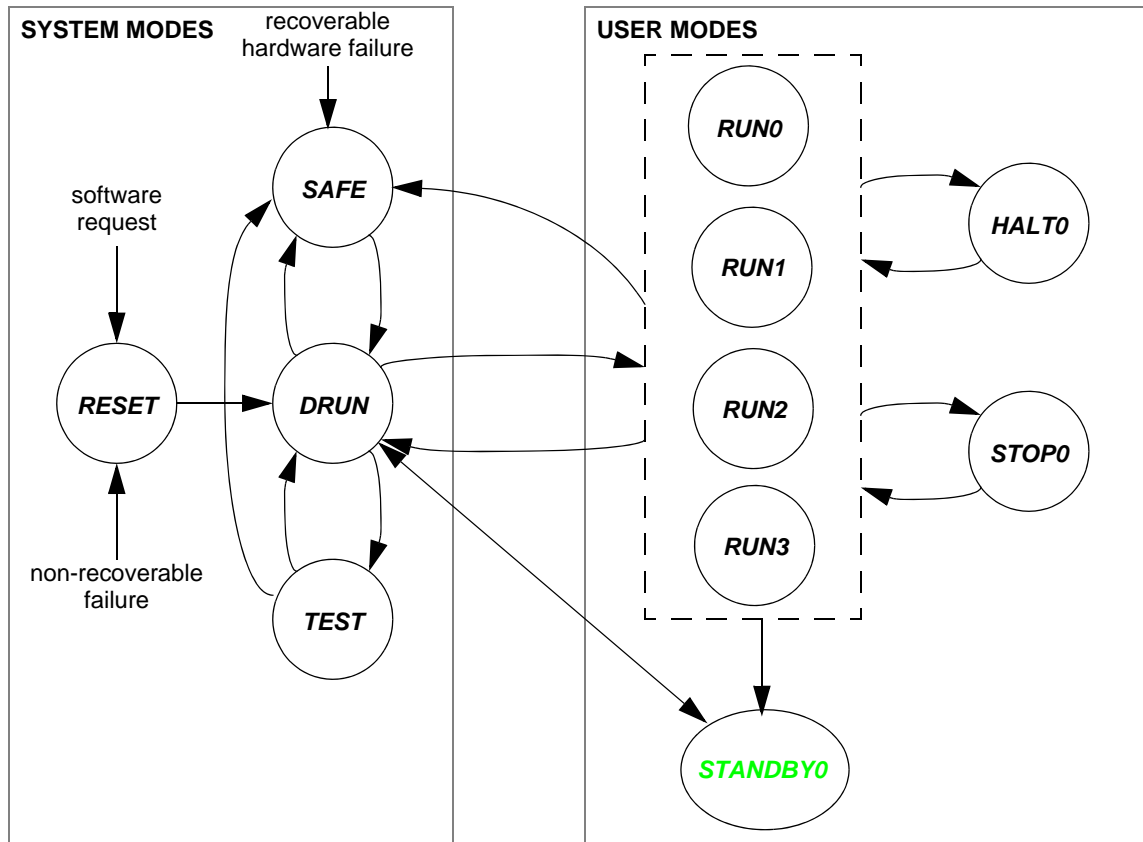 SYSTEM MODES
recoverable
hardware failure
SAFE
software
request
RESET
DRUN
non-recoverable
failure
TEST
USER MODES
RUN0
HALT0
RUN1
RUN2
STOP0
RUN3
STANDBY0